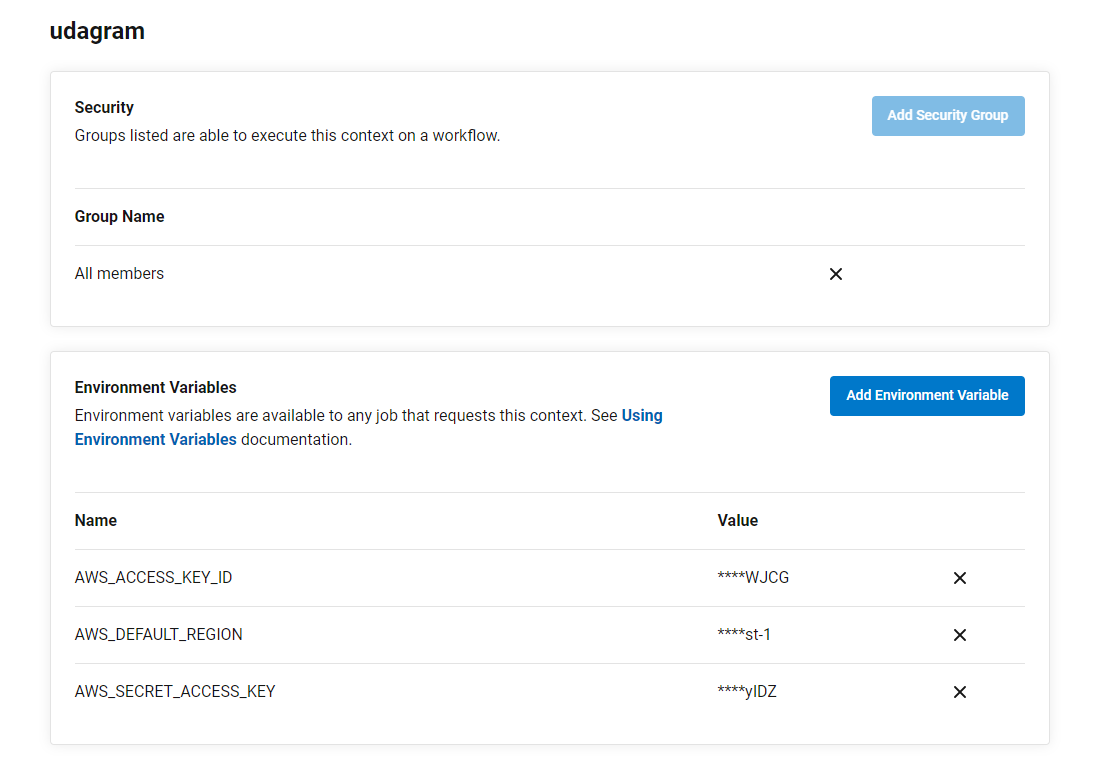 udagram
Security
Add Security Group
Groups listed are able to execute this context on a workflow.
Group Name
All members
Environment Variables
Add Environment Variable
Environment variables are available to any job that requests this context. See Using
Environment Variables documentation.
Name Value
AWS_ACCESS_KEY_ID ****WJCG
AWS_DEFAULT_REGION ****st-1
AWS_SECRET_ACCESS_KEY ****yIDZ